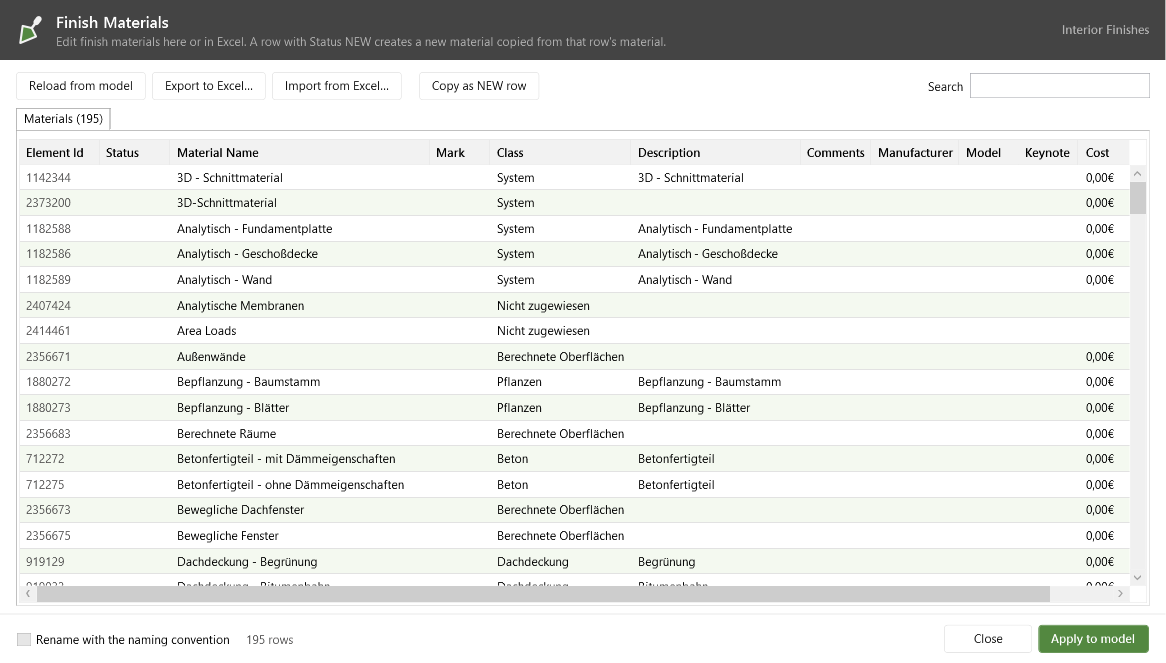 Finish Materials
Edit finish materials here or in Excel. A row with Status NEW creates a new material copied from that row's material.
Interior Finishes
Reload from model Export to Excel... Import from Excel... Copy as NEW row Search
Materials (195)
Element Id Status Material Name Mark Class Description Comments Manufacturer Model Keynote Cost
1142344 3D - Schnittmaterial System 3D - Schnittmaterial 0,00€
2373200 3D-Schnittmaterial System 0,00€
1182588 Analytisch - Fundamentplatte System Analytisch - Fundamentplatte 0,00€
1182586 Analytisch - Geschoßdecke System Analytisch - Geschoßdecke 0,00€
1182589 Analytisch - Wand System Analytisch - Wand 0,00€
2407424 Analytische Membranen Nicht zugewiesen
2414461 Area Loads Nicht zugewiesen
2356671 Außenwände Berechnete Oberflächen 0,00€
1880272 Bepflanzung - Baumstamm Pflanzen Bepflanzung - Baumstamm 0,00€
1880273 Bepflanzung - Blätter Pflanzen Bepflanzung - Blätter 0,00€
2356683 Berechnete Räume Berechnete Oberflächen 0,00€
712272 Betonfertigteil - mit Dämmeigenschaften Beton Betonfertigteil 0,00€
712275 Betonfertigteil - ohne Dämmeigenschaften Beton Betonfertigteil 0,00€
2356673 Bewegliche Dachfenster Berechnete Oberflächen 0,00€
2356675 Bewegliche Fenster Berechnete Oberflächen 0,00€
919129 Dachdeckung - Begrünung Dachdeckung Begrünung 0,00€
Dachdeckung - Bitumenbahn Dachdeckung Bitumenbahn 0,00€
Rename with the naming convention 195 rows Close Apply to model